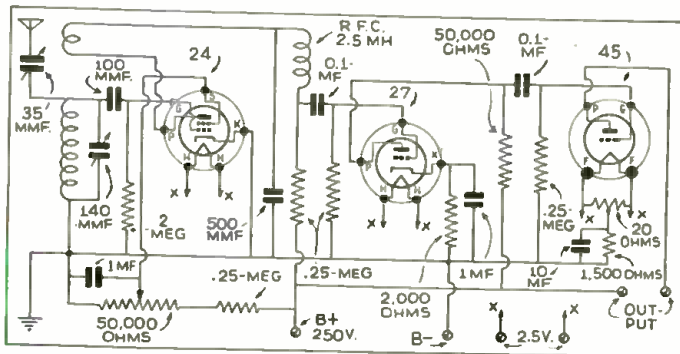 R.F.C.
2.5 MH
50,000
OHMS
0.1-
MF
45
24
0.1-
MF
27
100
MMF.
35
MMF.
P
G
S
K
H
H
X
X
P
G
K
H
H
X
X
P
G
F
F
X
X
140
MMF
2
MEG
500-
MMF
.25-MEG
.25-MEG
2,000
OHMS
1 MF
.25-
MEG
10
MF
20
OHMS
1,500 OHMS
1 MF
50,000
OHMS
B+
250V.
B-
X
X
2.5V.
OUT-
PUT